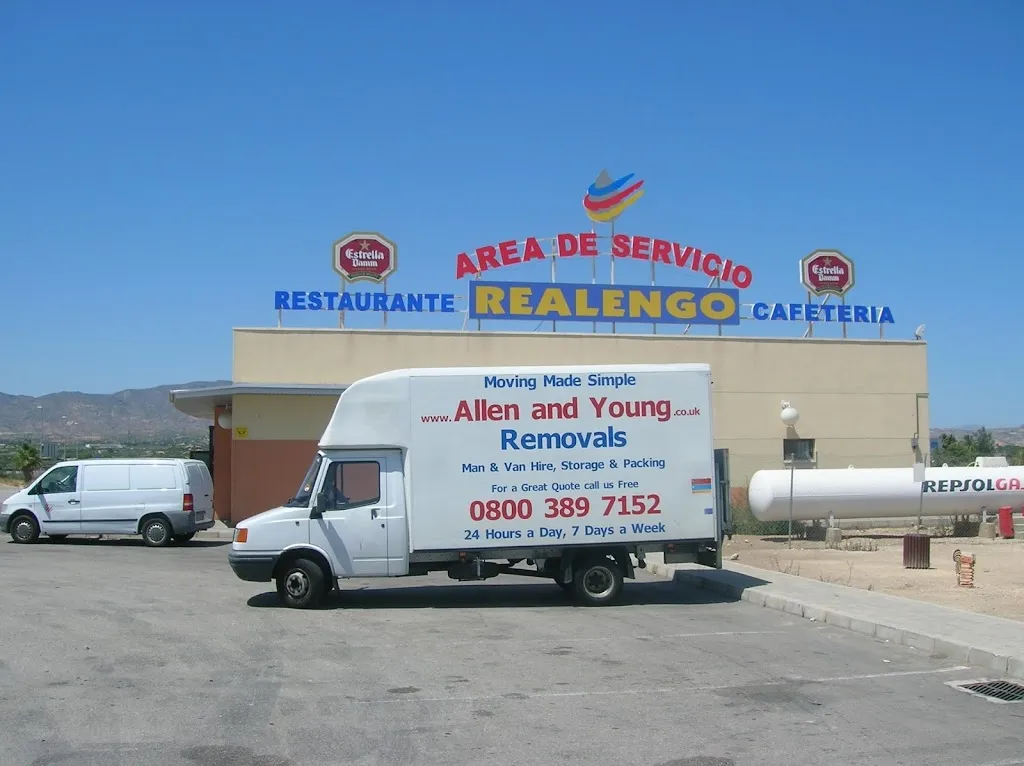 AREA DE SERVICIO
Estrella
Damm
Estrella
Damm
RESTAURANTE
REALENGO
CAFETERIA
Moving Made Simple
www.Allen and Young.co.uk
Removals
Man & Van Hire, Storage & Packing
For a Great Quote call us Free
0800 389 7152
24 Hours a Day, 7 Days a Week
REPSOLGA